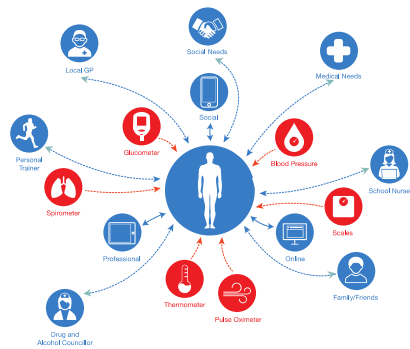 Social Needs
Local GP
Medical Needs
Social
Glucometer
Blood Pressure
Personal
Trainer
School Nurse
Spirometer
Scales
Professional
Online
Family/Friends
Thermometer
Pulse Oximeter
Drug and
Alcohol Councillor